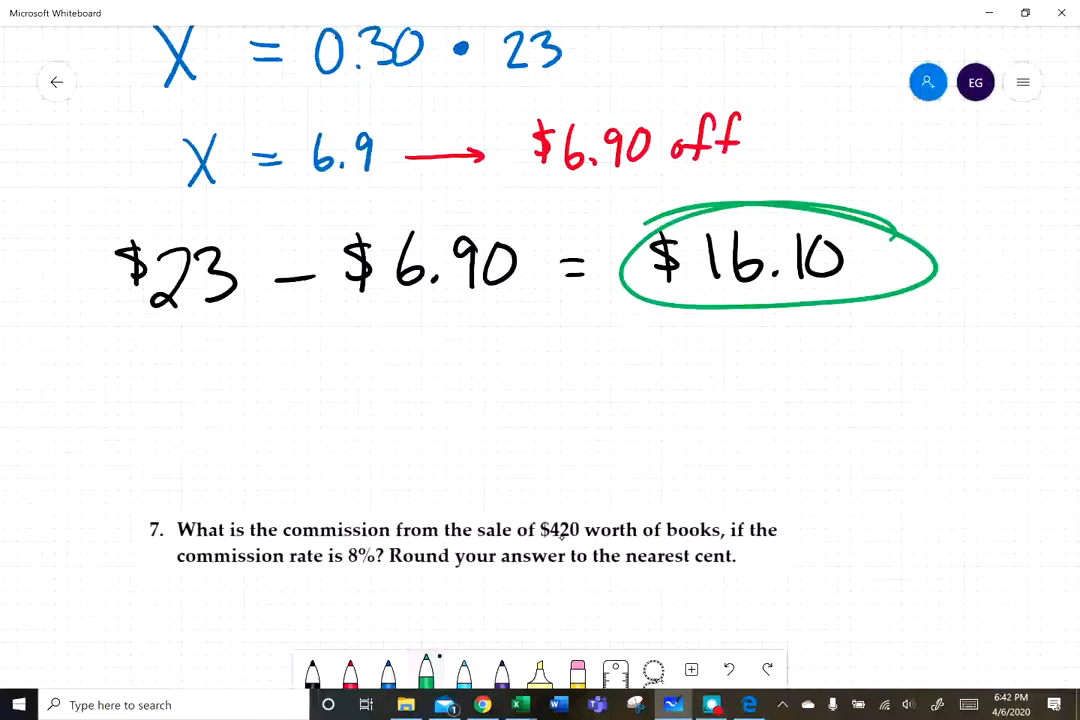 Microsoft Whiteboard
X = 0.30 • 23
EG
X = 6.9 → $6.90 off
$23 - $6.90 = $16.10
7. What is the commission from the sale of $420 worth of books, if the
commission rate is 8%? Round your answer to the nearest cent.
Type here to search
6:42 PM
4/6/2020